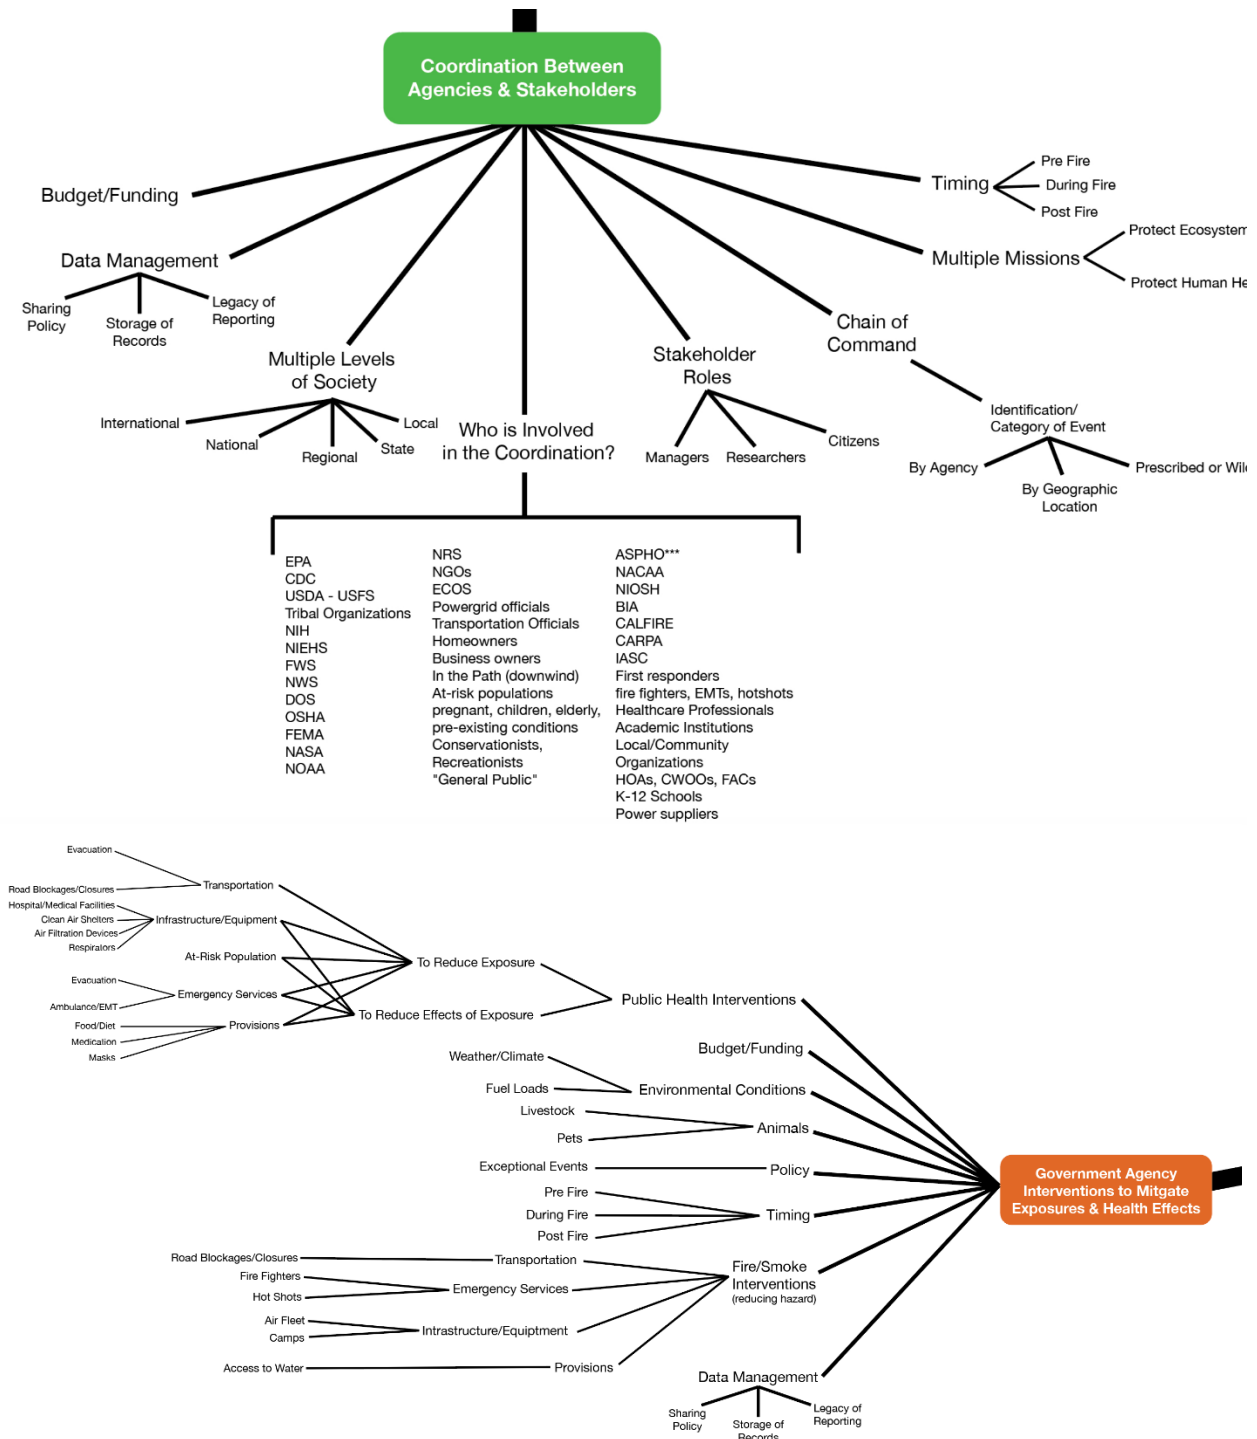 Coordination Between
Agencies & Stakeholders
Budget/Funding
Data Management
Sharing
Policy
Storage of
Records
Legacy of
Reporting
Multiple Levels
of Society
International
National
Regional
State
Local
Who is Involved
in the Coordination?
Stakeholder
Roles
Managers
Researchers
Citizens
Chain of
Command
Identification/
Category of Event
By Agency
By Geographic
Location
Prescribed or Wil
Multiple Missions
Protect Ecosystem
Protect Human He
Timing
Pre Fire
During Fire
Post Fire
EPA
CDC
USDA - USFS
Tribal Organizations
NIH
NIEHS
FWS
NWS
DOS
OSHA
FEMA
NASA
NOAA
NRS
NGOs
ECOS
Powergrid officials
Transportation Officials
Homeowners
Business owners
In the Path (downwind)
At-risk populations
pregnant, children, elderly,
pre-existing conditions
Conservationists,
Recreationists
"General Public"
ASPHO***
NACAA
NIOSH
BIA
CALFIRE
CARPA
IASC
First responders
fire fighters, EMTs, hotshots
Healthcare Professionals
Academic Institutions
Local/Community
Organizations
HOAs, CWOOs, FACs
K-12 Schools
Power suppliers
Evacuation
Road Blockages/Closures
Transportation
Hospital/Medical Facilities
Clean Air Shelters
Air Filtration Devices
Respirators
Infrastructure/Equipment
At-Risk Population
Evacuation
Ambulance/EMT
Emergency Services
Food/Diet
Medication
Masks
Provisions
To Reduce Exposure
To Reduce Effects of Exposure
Public Health Interventions
Budget/Funding
Weather/Climate
Fuel Loads
Environmental Conditions
Livestock
Pets
Animals
Exceptional Events
Policy
Pre Fire
During Fire
Post Fire
Timing
Road Blockages/Closures
Transportation
Fire Fighters
Hot Shots
Emergency Services
Air Fleet
Camps
Intrastructure/Equiptment
Access to Water
Provisions
Fire/Smoke
Interventions
(reducing hazard)
Data Management
Sharing
Policy
Storage of
Records
Legacy of
Reporting
Government Agency
Interventions to Mitgate
Exposures & Health Effects